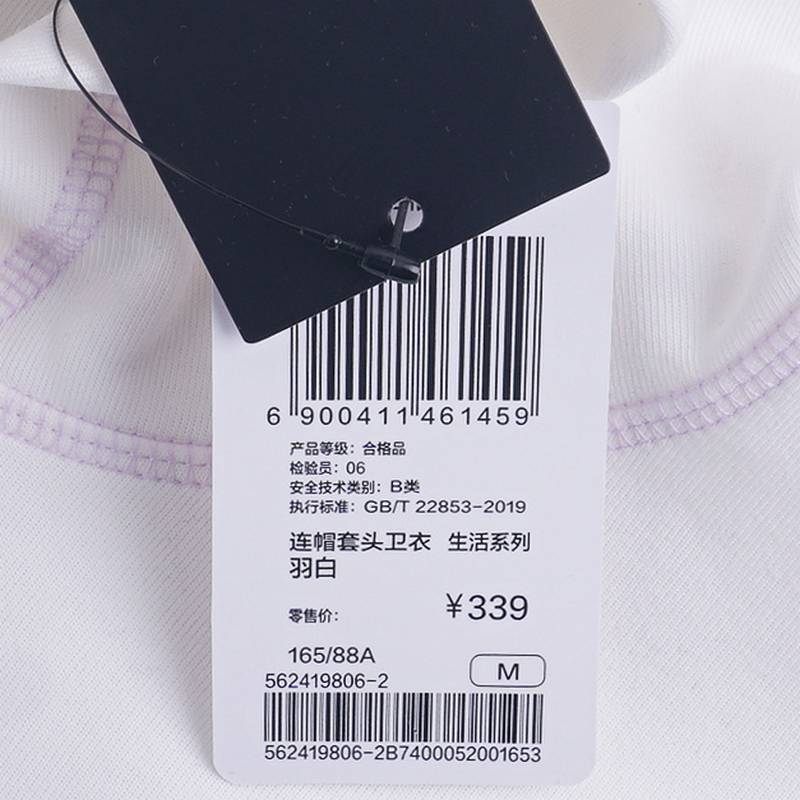 6 900411 461459
产品等级：合格品
检验员：06
安全技术类别：B类
执行标准：GB/T 22853-2019
连帽套头卫衣 生活系列
羽白
零售价： ¥339
165/88A
562419806-2 M
562419806-2B7400052001653